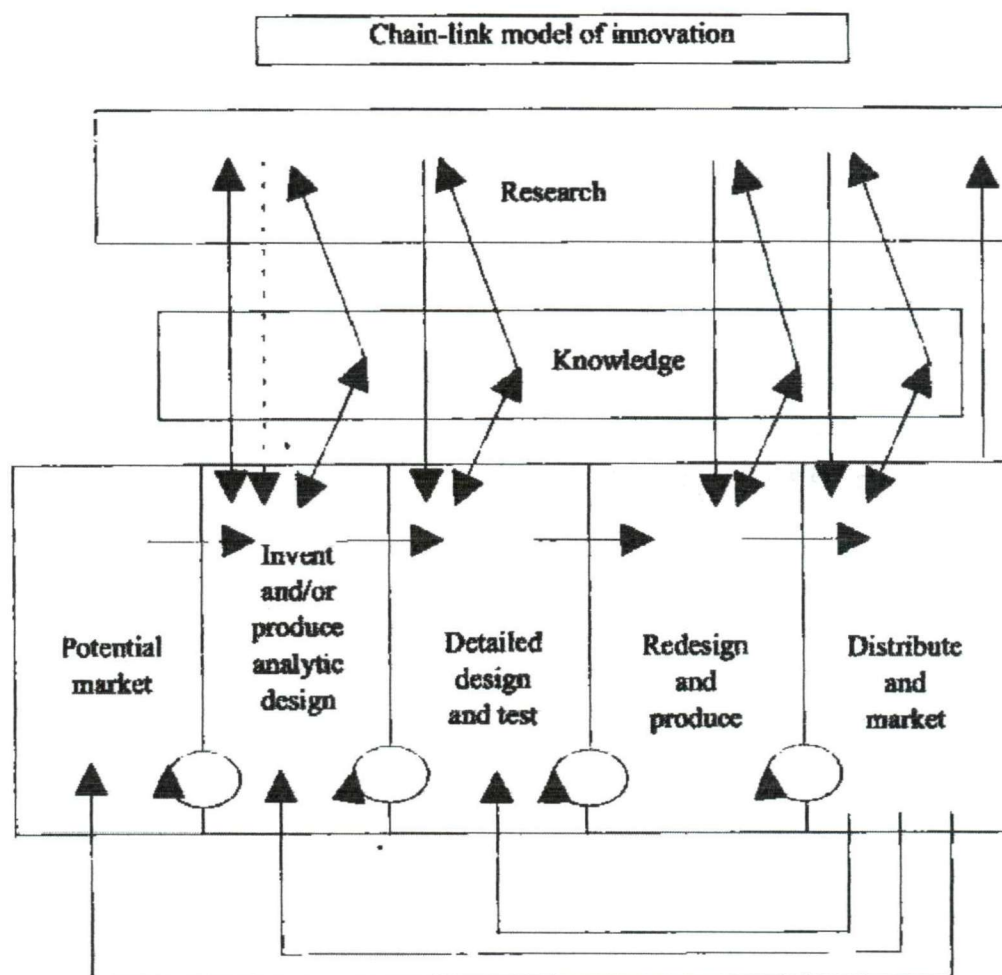 Chain-link model of innovation
Research
Knowledge
Potential
market
Invent
and/or
produce
analytic
design
Detailed
design
and test
Redesign
and
produce
Distribute
and
market